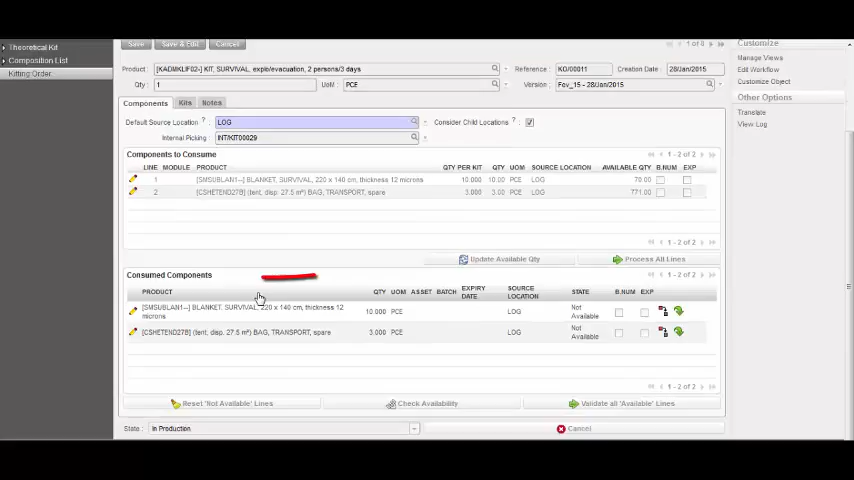 Theoretical Kit
Composition List
Kitting Order
Save Save & Edit Cancel
1 of 6
Product : [KADMKLIF02-] KIT, SURVIVAL, explo/evacuation, 2 persons/3 days Reference : KO/00011 Creation Date : 28/Jan/2015
Qty : 1 UoM : PCE Version : Fev_15 - 28/Jan/2015
Components Kits Notes
Default Source Location ? : LOG Consider Child Locations ? :
Internal Picking : INT/KIT00029
Components to Consume 1 - 2 of 2
LINE MODULE PRODUCT QTY PER KIT QTY UOM SOURCE LOCATION AVAILABLE QTY B.NUM EXP
1 [SMSUBLAN1--] BLANKET, SURVIVAL, 220 x 140 cm, thickness 12 microns 10.000 10.00 PCE LOG 70.00
2 [CSHETEND27B] (tent, disp. 27.5 m²) BAG, TRANSPORT, spare 3.000 3.00 PCE LOG 771.00
1 - 2 of 2
Update Available Qty Process All Lines
Consumed Components 1 - 2 of 2
PRODUCT QTY UOM ASSET BATCH EXPIRY DATE SOURCE LOCATION STATE B.NUM EXP
[SMSUBLAN1--] BLANKET, SURVIVAL, 220 x 140 cm, thickness 12 microns 10.000 PCE LOG Not Available
[CSHETEND27B] (tent, disp. 27.5 m²) BAG, TRANSPORT, spare 3.000 PCE LOG Not Available
1 - 2 of 2
Reset 'Not Available' Lines Check Availability Validate all 'Available' Lines
State : In Production Cancel
Customize
Manage Views
Edit Workflow
Customize Object
Other Options
Translate
View Log